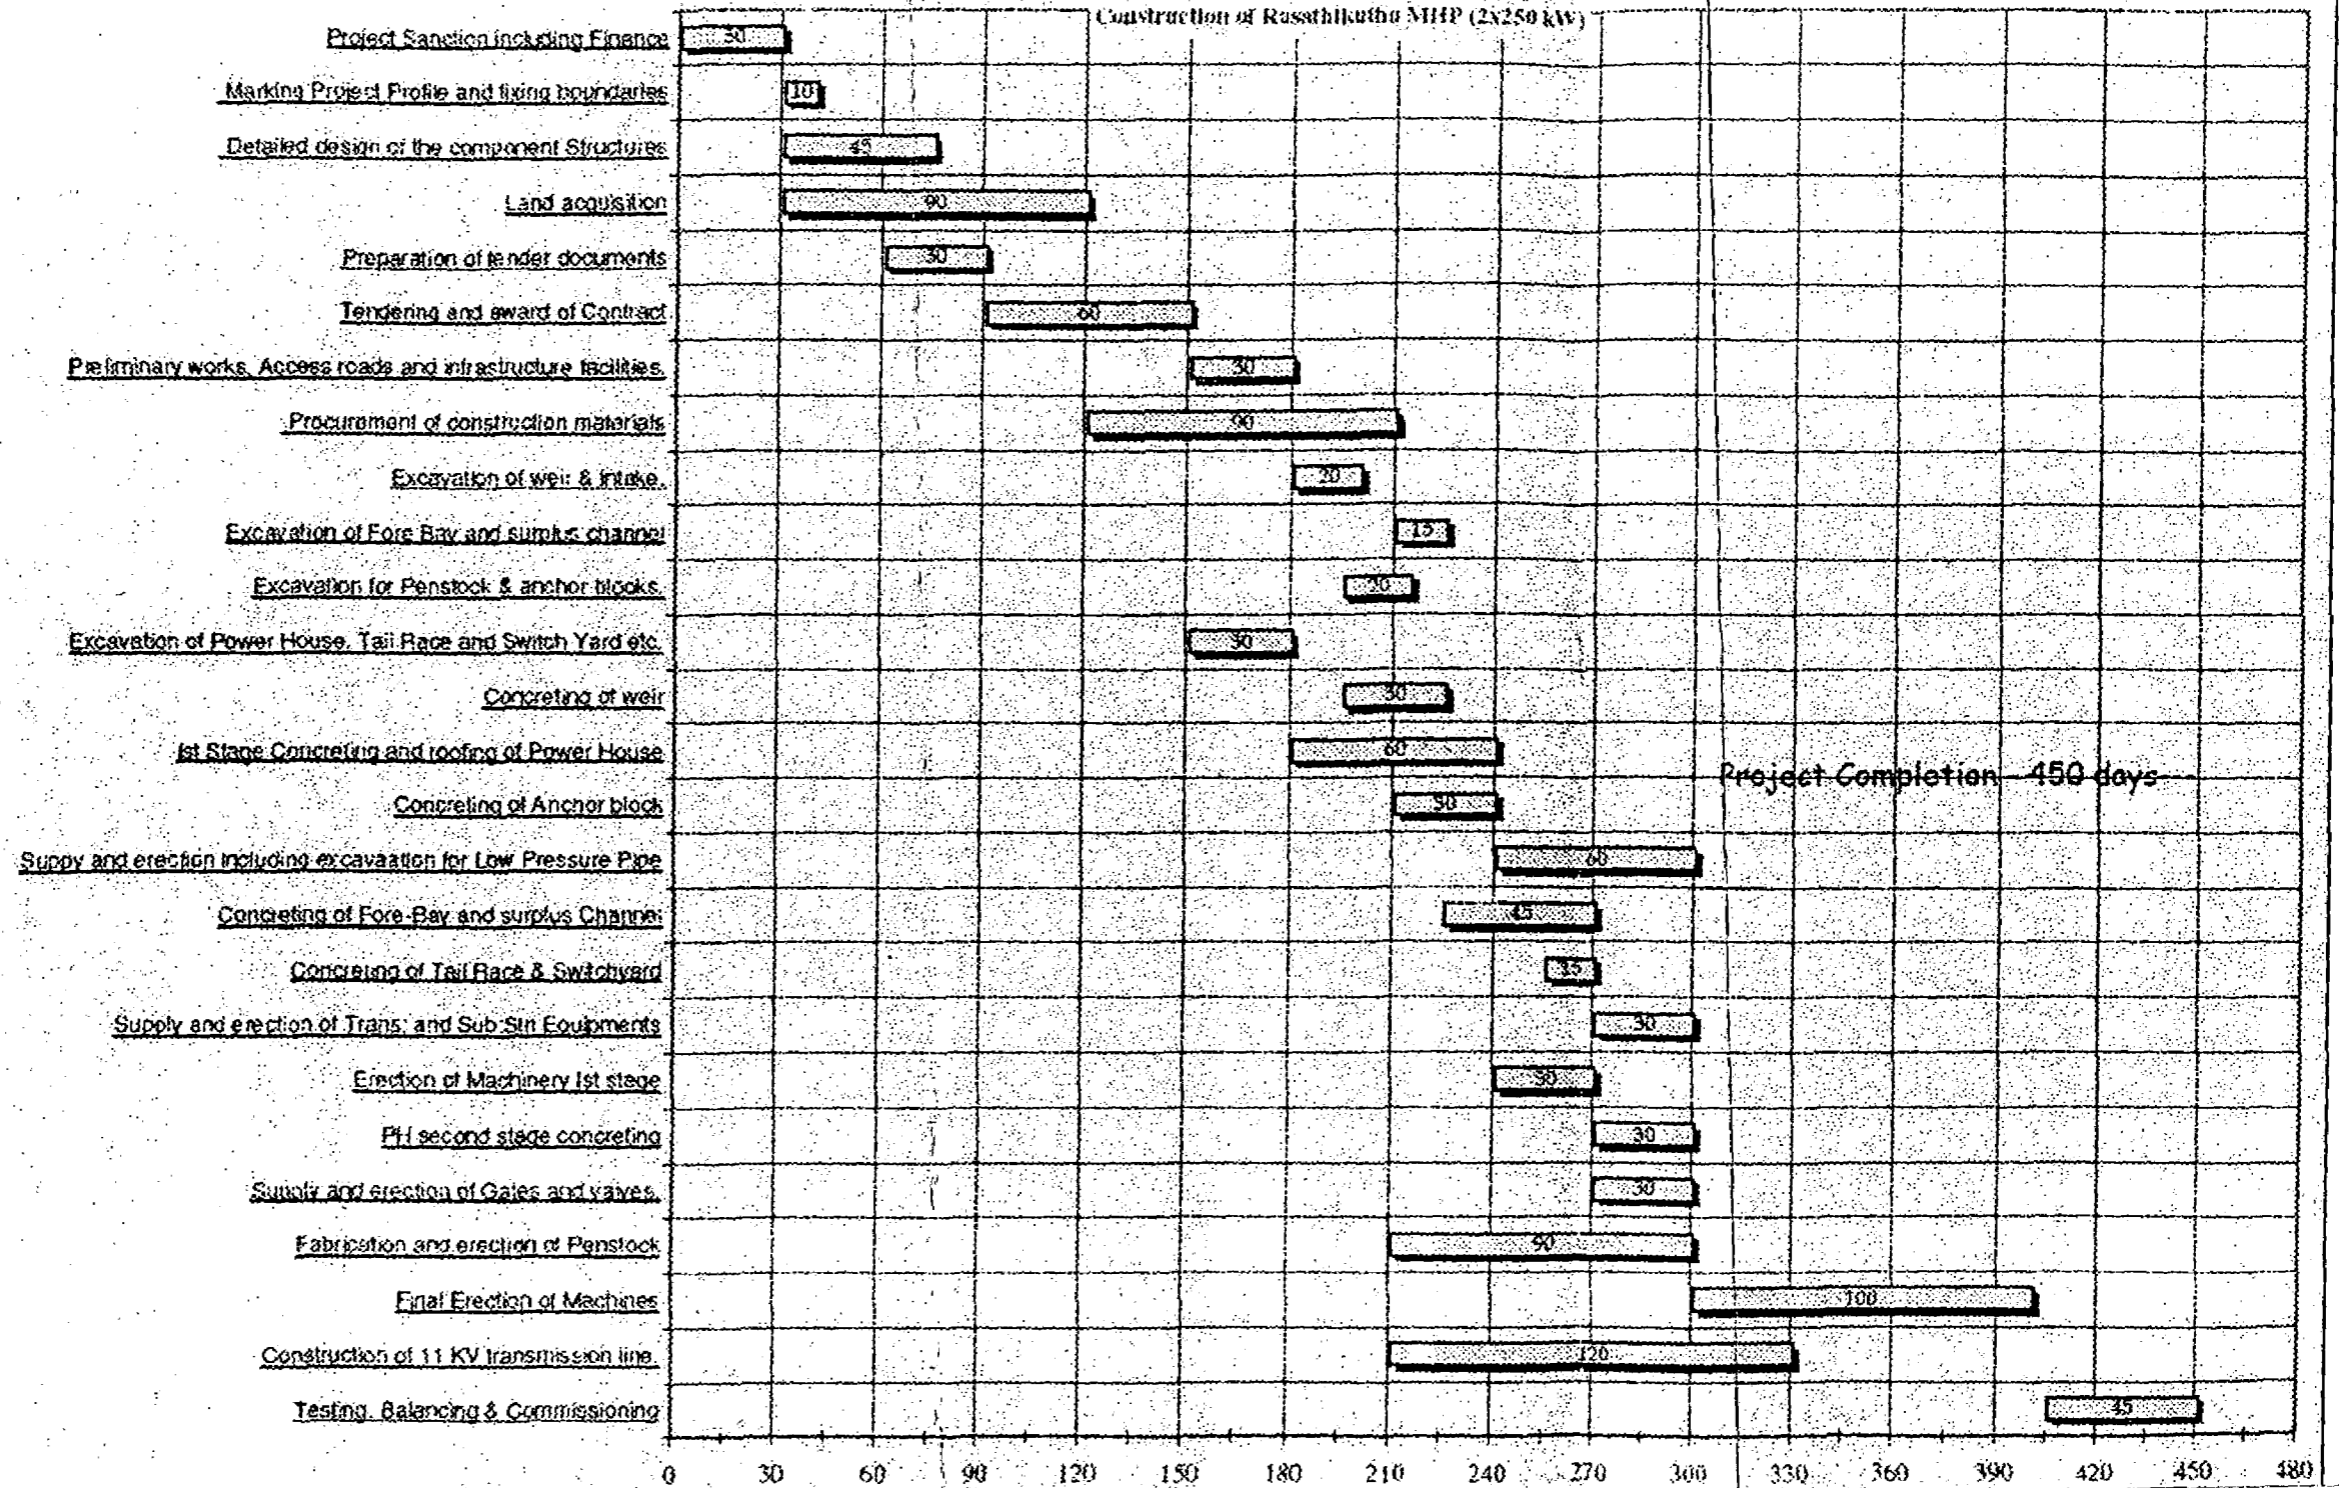 Construction of Rassthikuthu MHP (2x250 kW)
Project Sanction including Finance 30
Marking Project Profile and fixing boundaries 10
Detailed design of the component Structures 45
Land acquisition 90
Preparation of tender documents 30
Tendering and award of Contract 60
Preliminary works, Access roads and infrastructure facilities. 30
Procurement of construction materials 90
Excavation of weir & Intake. 20
Excavation of Fore Bay and surplus channel 15
Excavation for Penstock & anchor blocks. 20
Excavation of Power House, Tail Race and Switch Yard etc. 30
Concreting of weir 30
Ist Stage Concreting and roofing of Power House 60
Project Completion - 450 days
Concreting of Anchor block 30
Suppy and erection including excavaation for Low Pressure Pipe 60
Concreting of Fore-Bay and surplus Channel 45
Concreting of Tail Race & Switchyard 15
Supply and erection of Trans: and Sub Stn Equipments 30
Erection of Machinery Ist stage 30
PH second stage concreting 30
Supply and erection of Gates and valves. 30
Fabrication and erection of Penstock 90
Final Erection of Machines 100
Construction of 11 KV transmission line. 120
Testing, Balancing & Commissioning 45
0 30 60 90 120 150 180 210 240 270 300 330 360 390 420 450 480